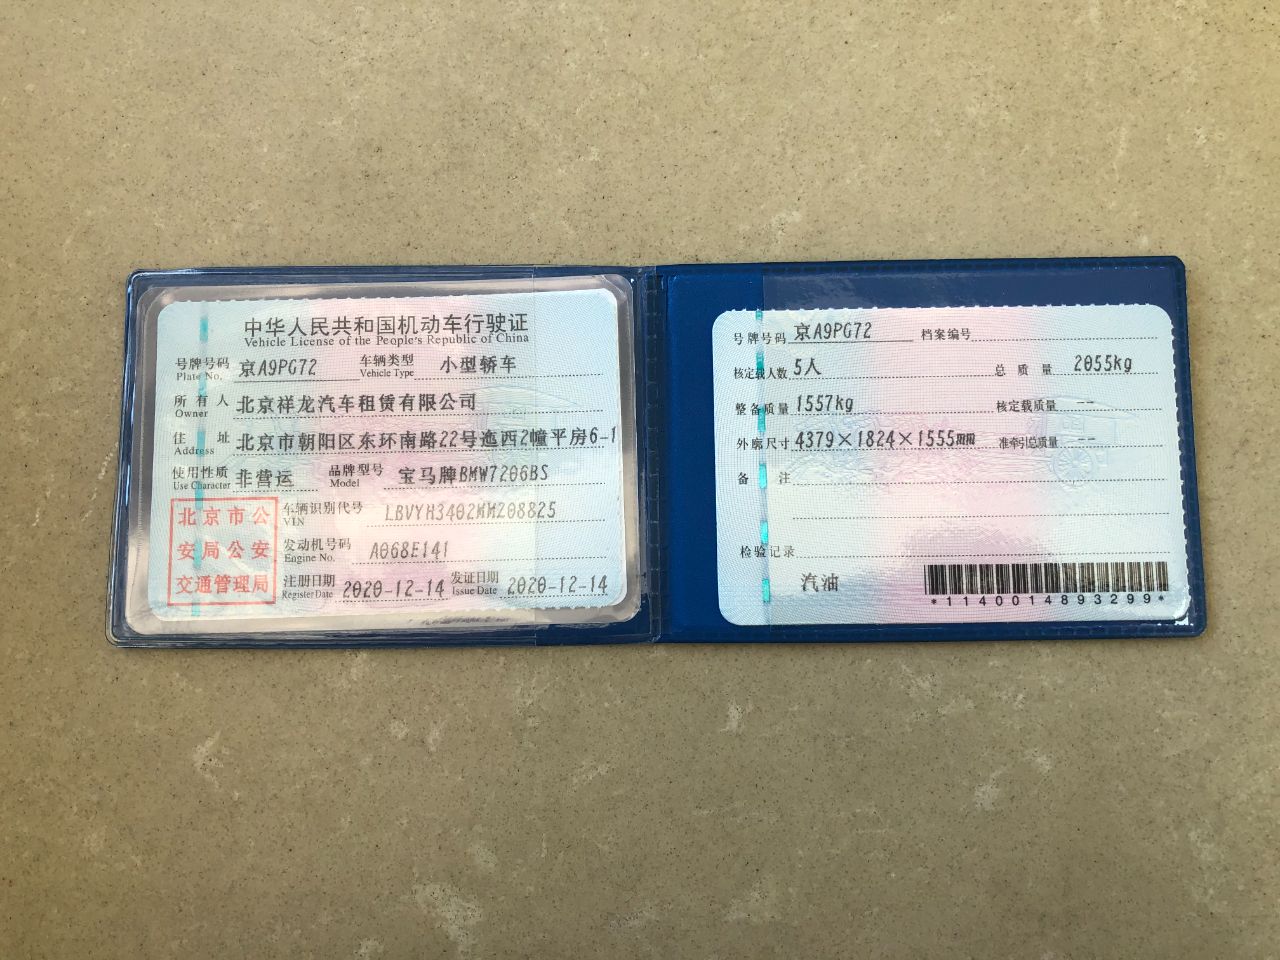 中华人民共和国机动车行驶证
Vehicle License of the People's Republic of China
号牌号码 京A9PG72 车辆类型 小型轿车
Plate No. Vehicle Type
所有人 北京祥龙汽车租赁有限公司
Owner
住址 北京市朝阳区东环南路22号迤西2幢平房6-1
Address
使用性质 非营运 品牌型号 宝马牌BMW7206BS
Use Character Model
北京市公
安局公安
交通管理局
车辆识别代号 LBVYH3402MMZ08825
VIN
发动机号码 A068E141
Engine No.
注册日期 2020-12-14 发证日期 2020-12-14
Register Date Issue Date
号牌号码 京A9PG72 档案编号
核定载人数 5人 总质量 2055kg
整备质量 1557kg 核定载质量 --
外廓尺寸 4379×1824×1555mm 准牵引总质量 --
备注
检验记录
汽油
*1140014893299*